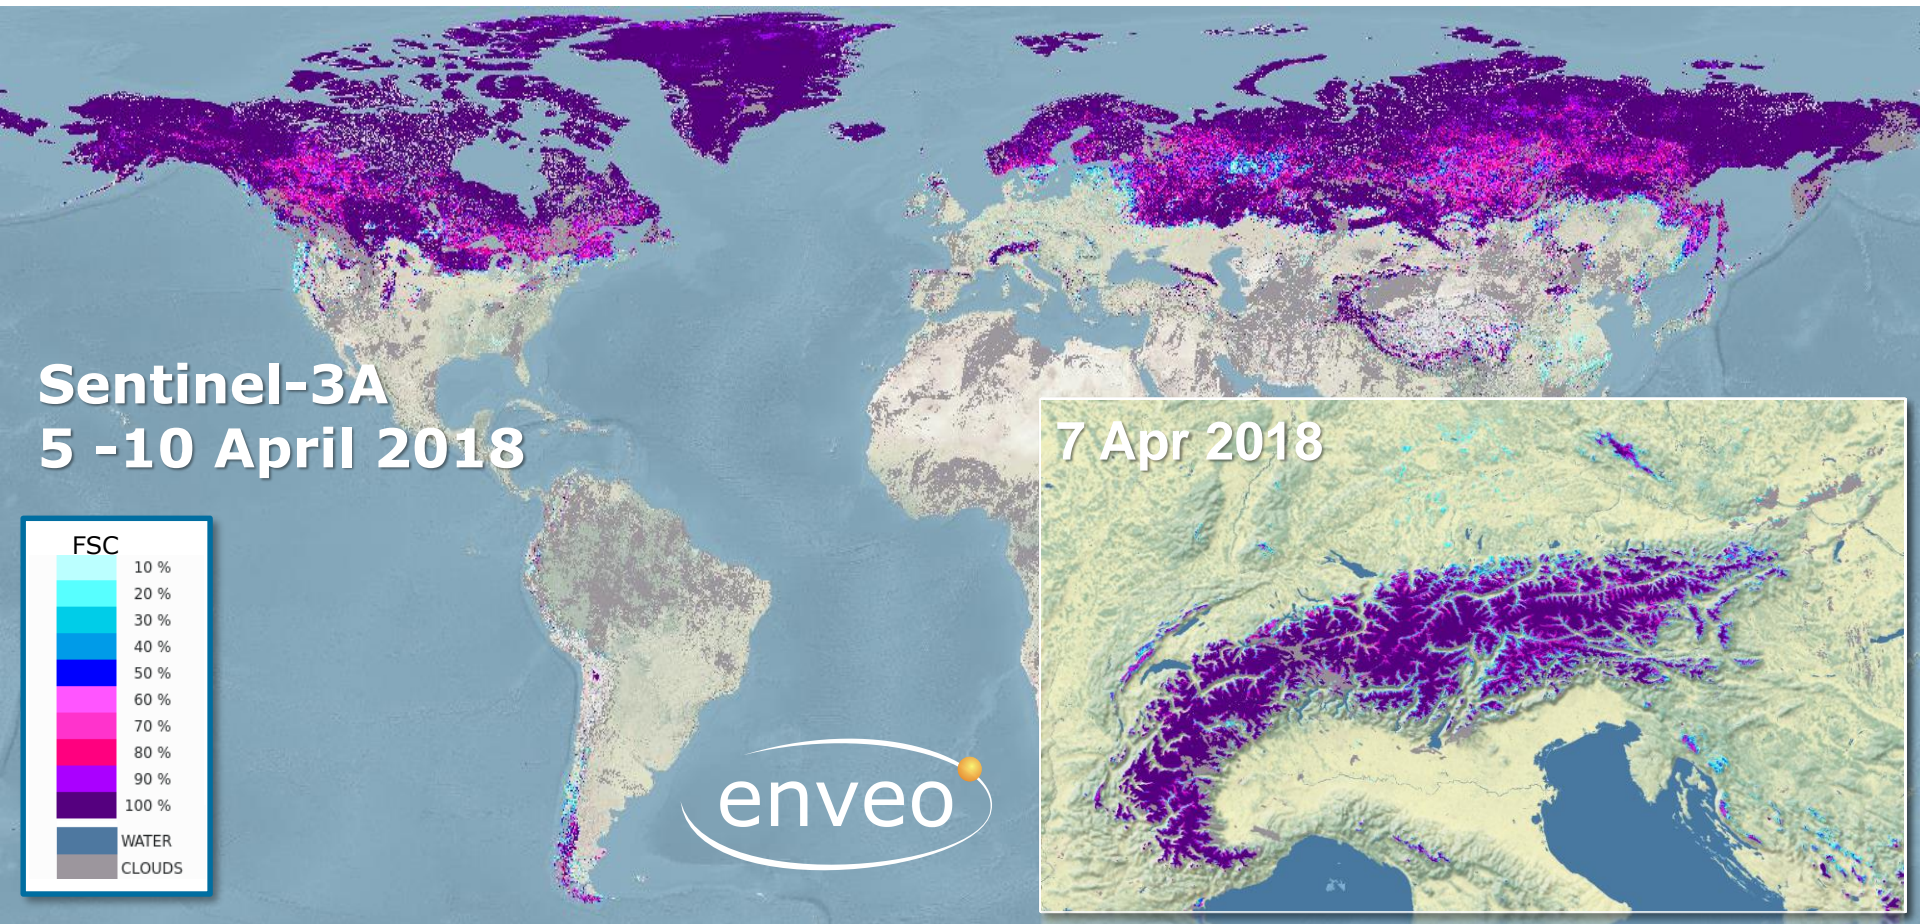 Sentinel-3A
5 -10 April 2018
7 Apr 2018
FSC
10 %
20 %
30 %
40 %
50 %
60 %
70 %
80 %
90 %
100 %
WATER
CLOUDS
enveo